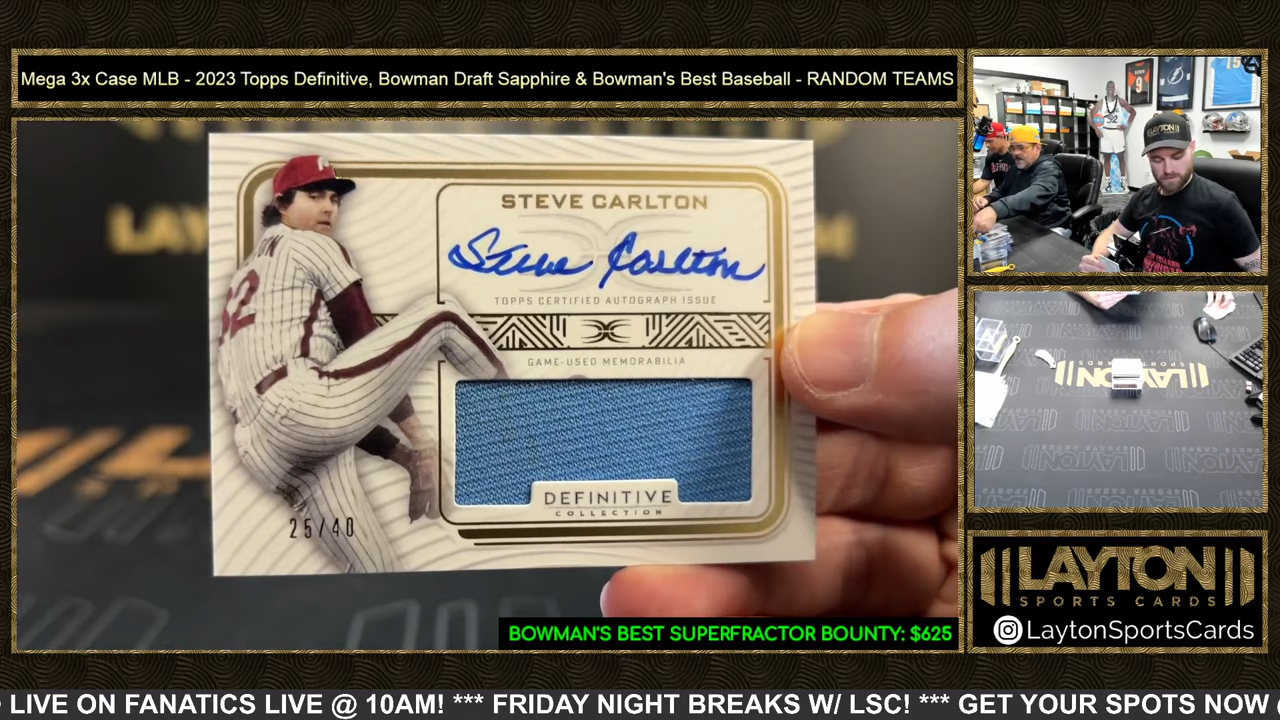 Mega 3x Case MLB - 2023 Topps Definitive, Bowman Draft Sapphire & Bowman's Best Baseball - RANDOM TEAMS
STEVE CARLTON
Steve Carlton
TOPPS CERTIFIED AUTOGRAPH ISSUE
GAME-USED MEMORABILIA
DEFINITIVE
COLLECTION
32
25/40
BOWMAN'S BEST SUPERFRACTOR BOUNTY: $625
LAYTON
LAYTON
SPORTS CARDS
LaytonSportsCards
LIVE ON FANATICS LIVE @ 10AM! *** FRIDAY NIGHT BREAKS W/ LSC! *** GET YOUR SPOTS NOW